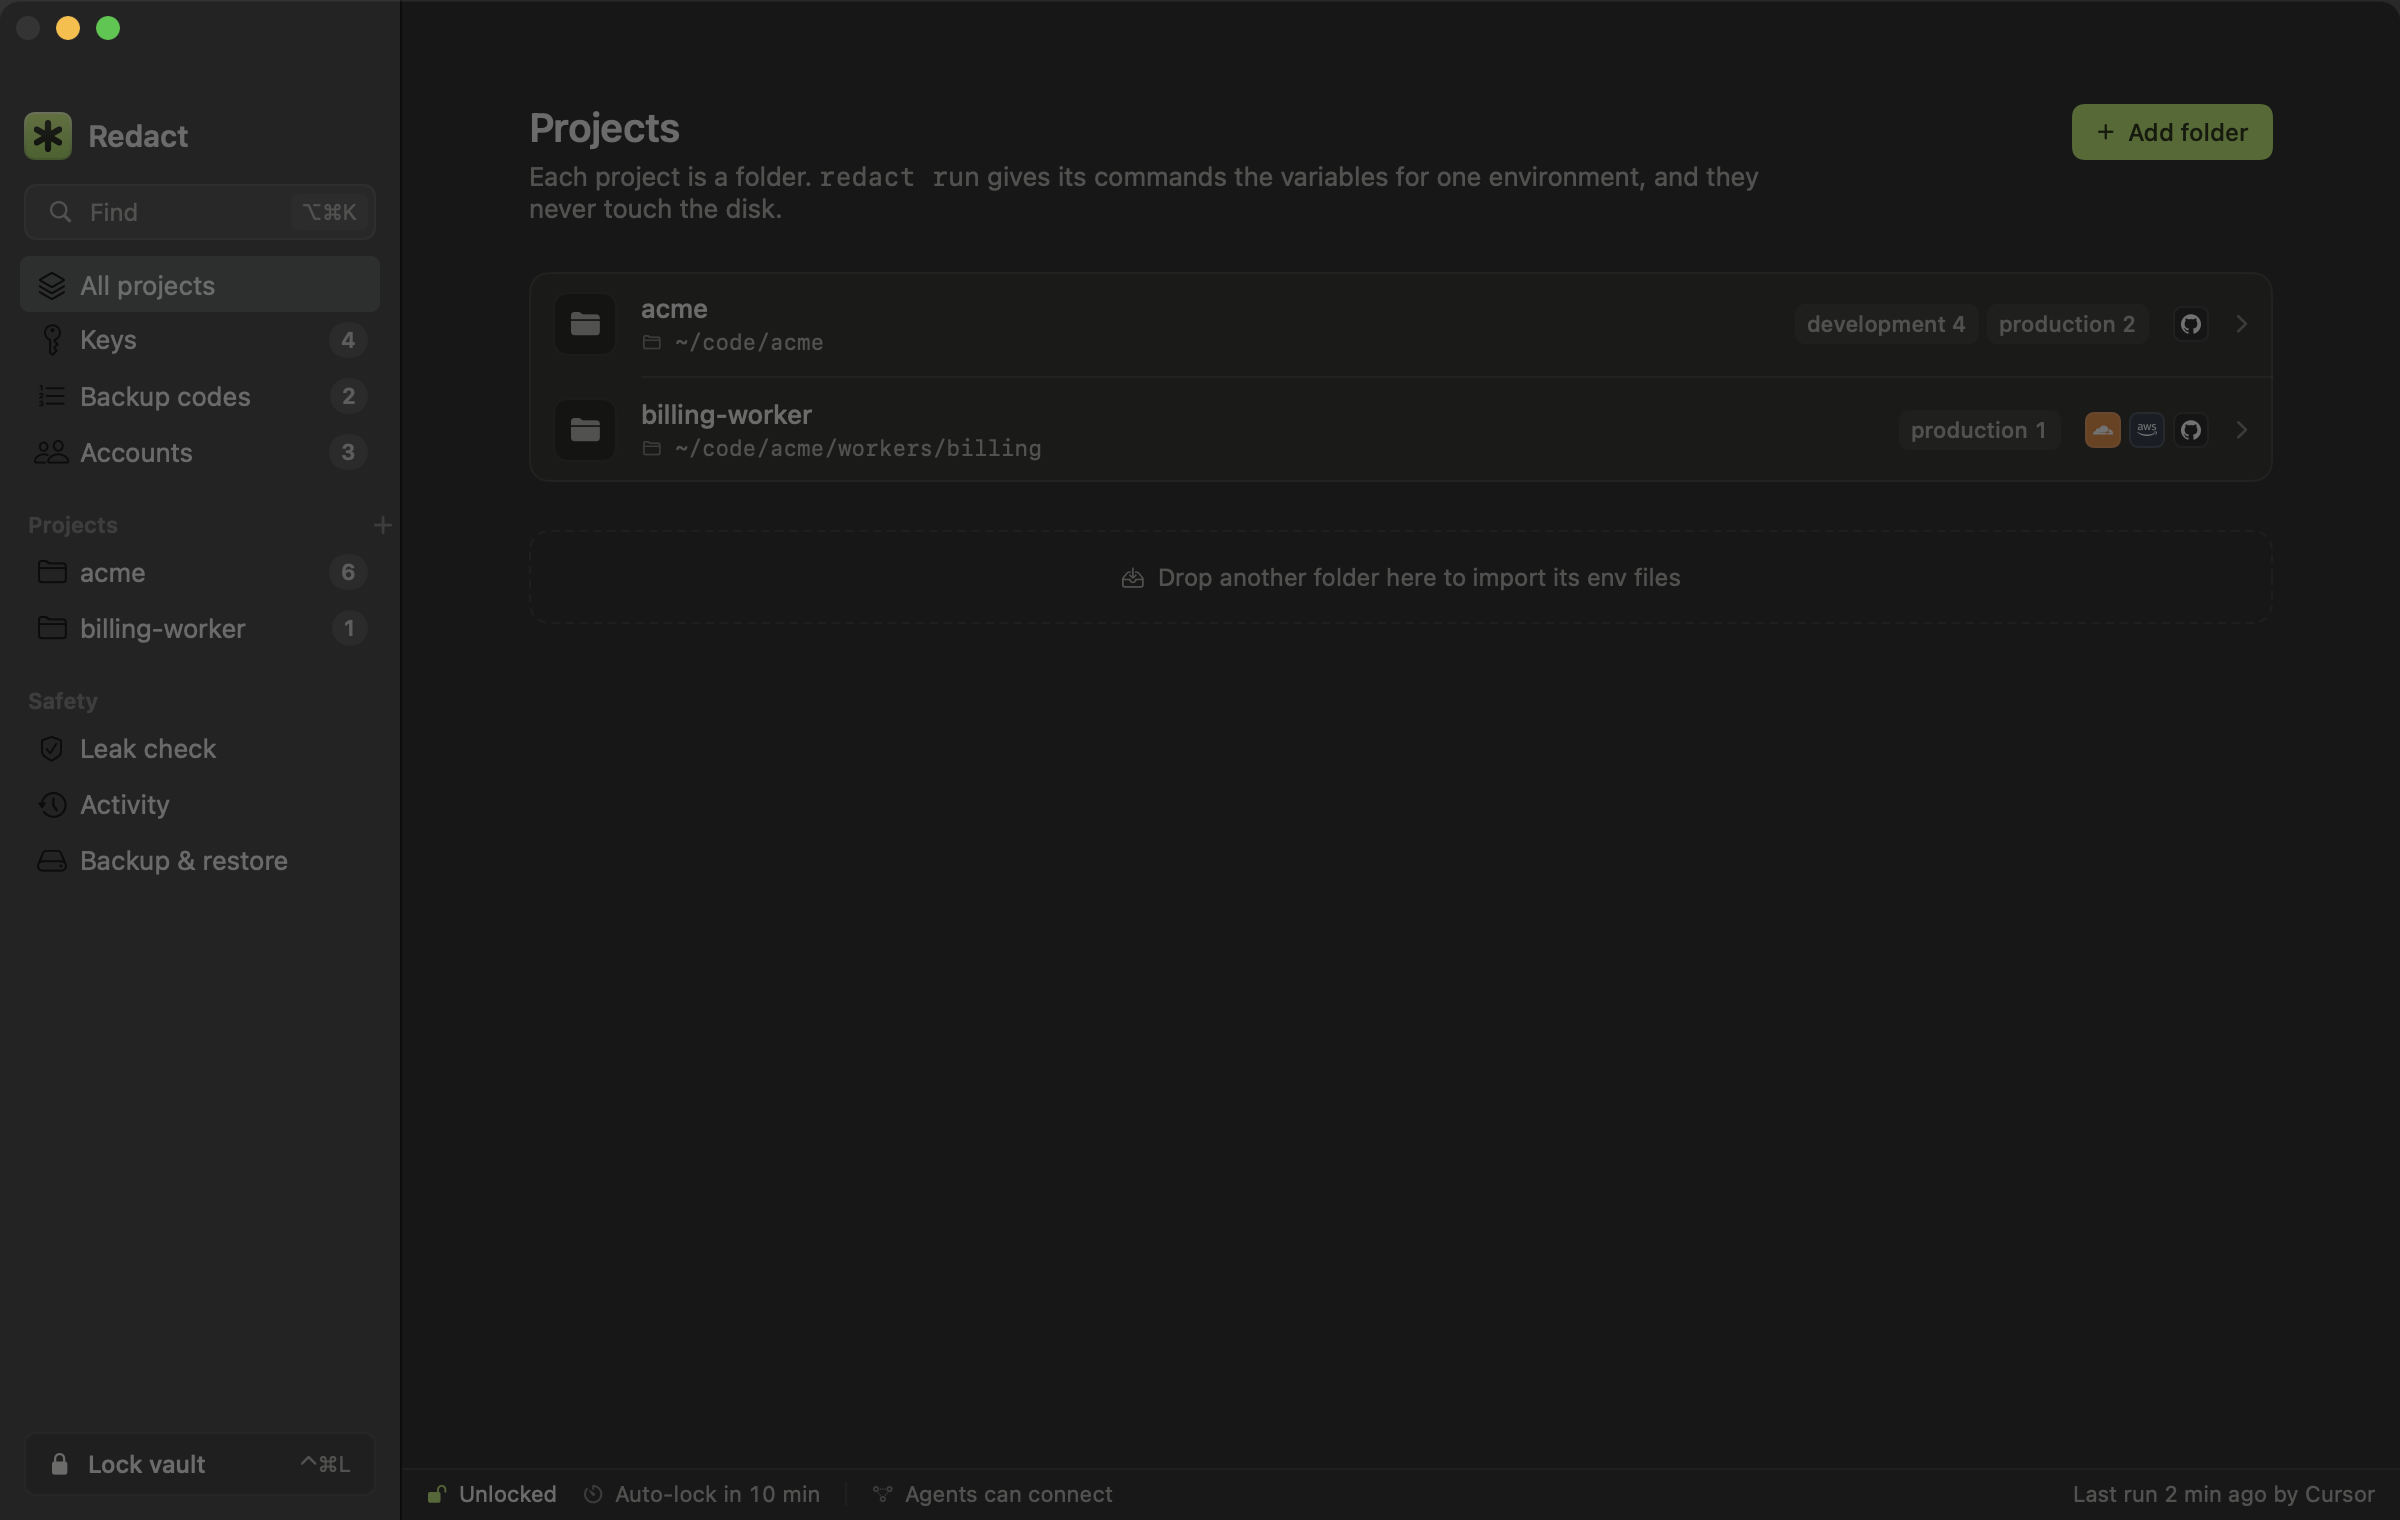 Redact
Find ⌥⌘K
All projects
Keys 4
Backup codes 2
Accounts 3
Projects +
acme 6
billing-worker 1
Safety
Leak check
Activity
Backup & restore
Lock vault ^⌘L
Projects
+ Add folder
Each project is a folder. redact run gives its commands the variables for one environment, and they
never touch the disk.
acme
~/code/acme
development 4 production 2
billing-worker
~/code/acme/workers/billing
production 1 aws
Drop another folder here to import its env files
Unlocked Auto-lock in 10 min Agents can connect Last run 2 min ago by Cursor